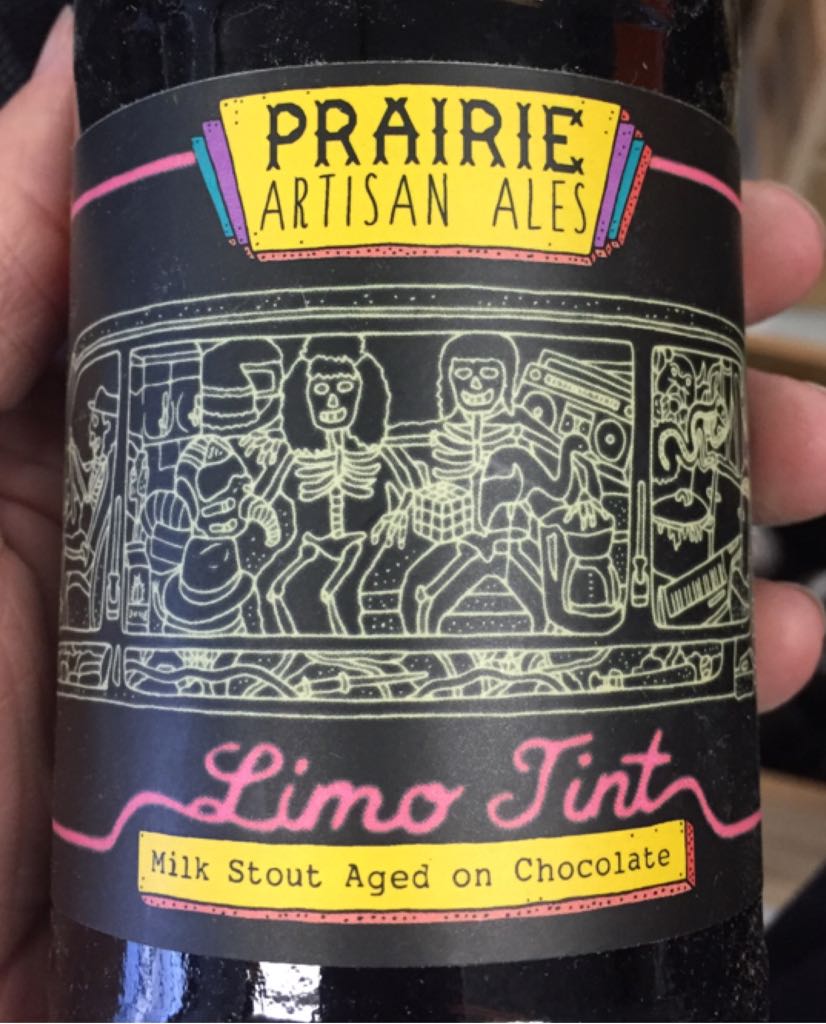 PRAIRIE
ARTISAN ALES
Limo Tint
Milk Stout Aged on Chocolate